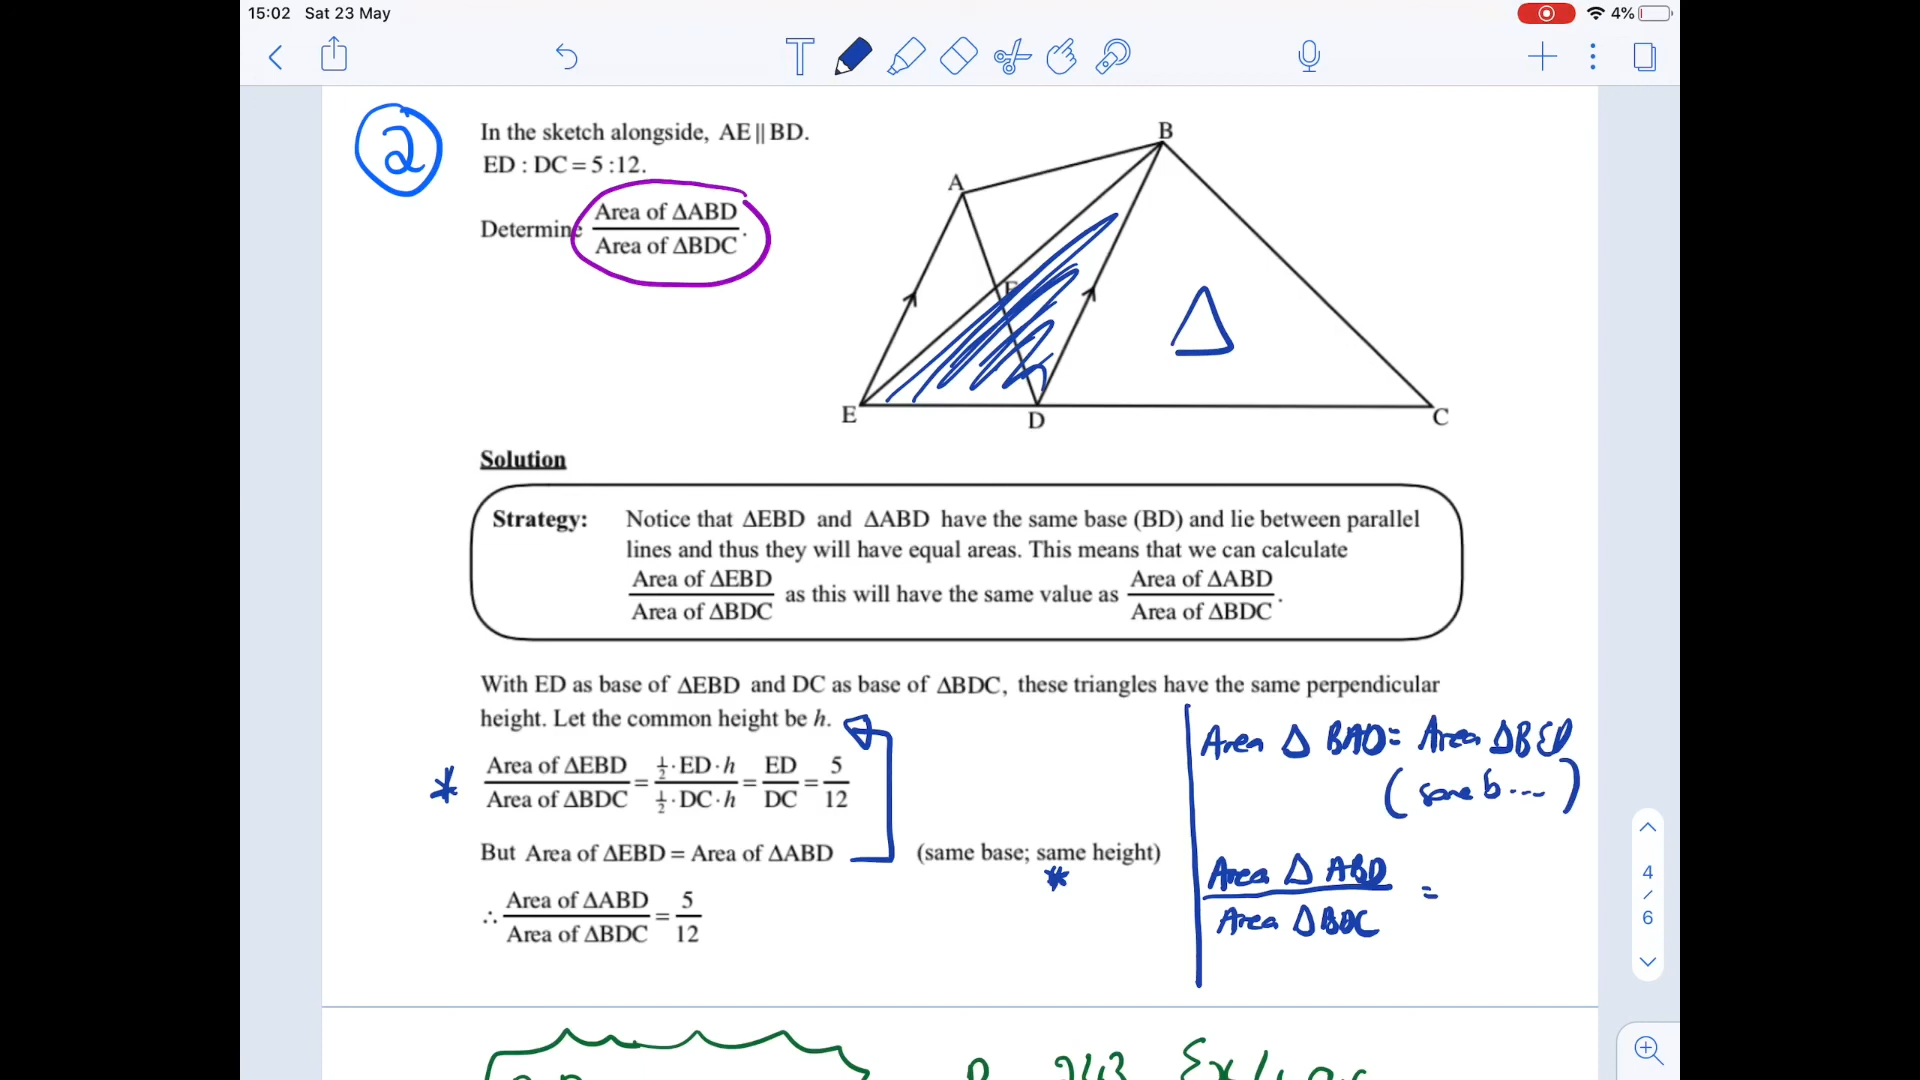 15:02 Sat 23 May
4%
2
In the sketch alongside, AE || BD.
ED : DC = 5 : 12.
Determine Area of ΔABD / Area of ΔBDC.
B
A
F
E
D
C
Δ
Solution
Strategy: Notice that ΔEBD and ΔABD have the same base (BD) and lie between parallel
lines and thus they will have equal areas. This means that we can calculate
Area of ΔEBD / Area of ΔBDC as this will have the same value as Area of ΔABD / Area of ΔBDC.
With ED as base of ΔEBD and DC as base of ΔBDC, these triangles have the same perpendicular
height. Let the common height be h.
* Area of ΔEBD / Area of ΔBDC = ½ · ED · h / ½ · DC · h = ED / DC = 5 / 12
But Area of ΔEBD = Area of ΔABD (same base; same height)
*
∴ Area of ΔABD / Area of ΔBDC = 5 / 12
Area Δ BAD = Area ΔBED
(same b ...)
Area Δ ABD / Area ΔBDC =
4
/
6